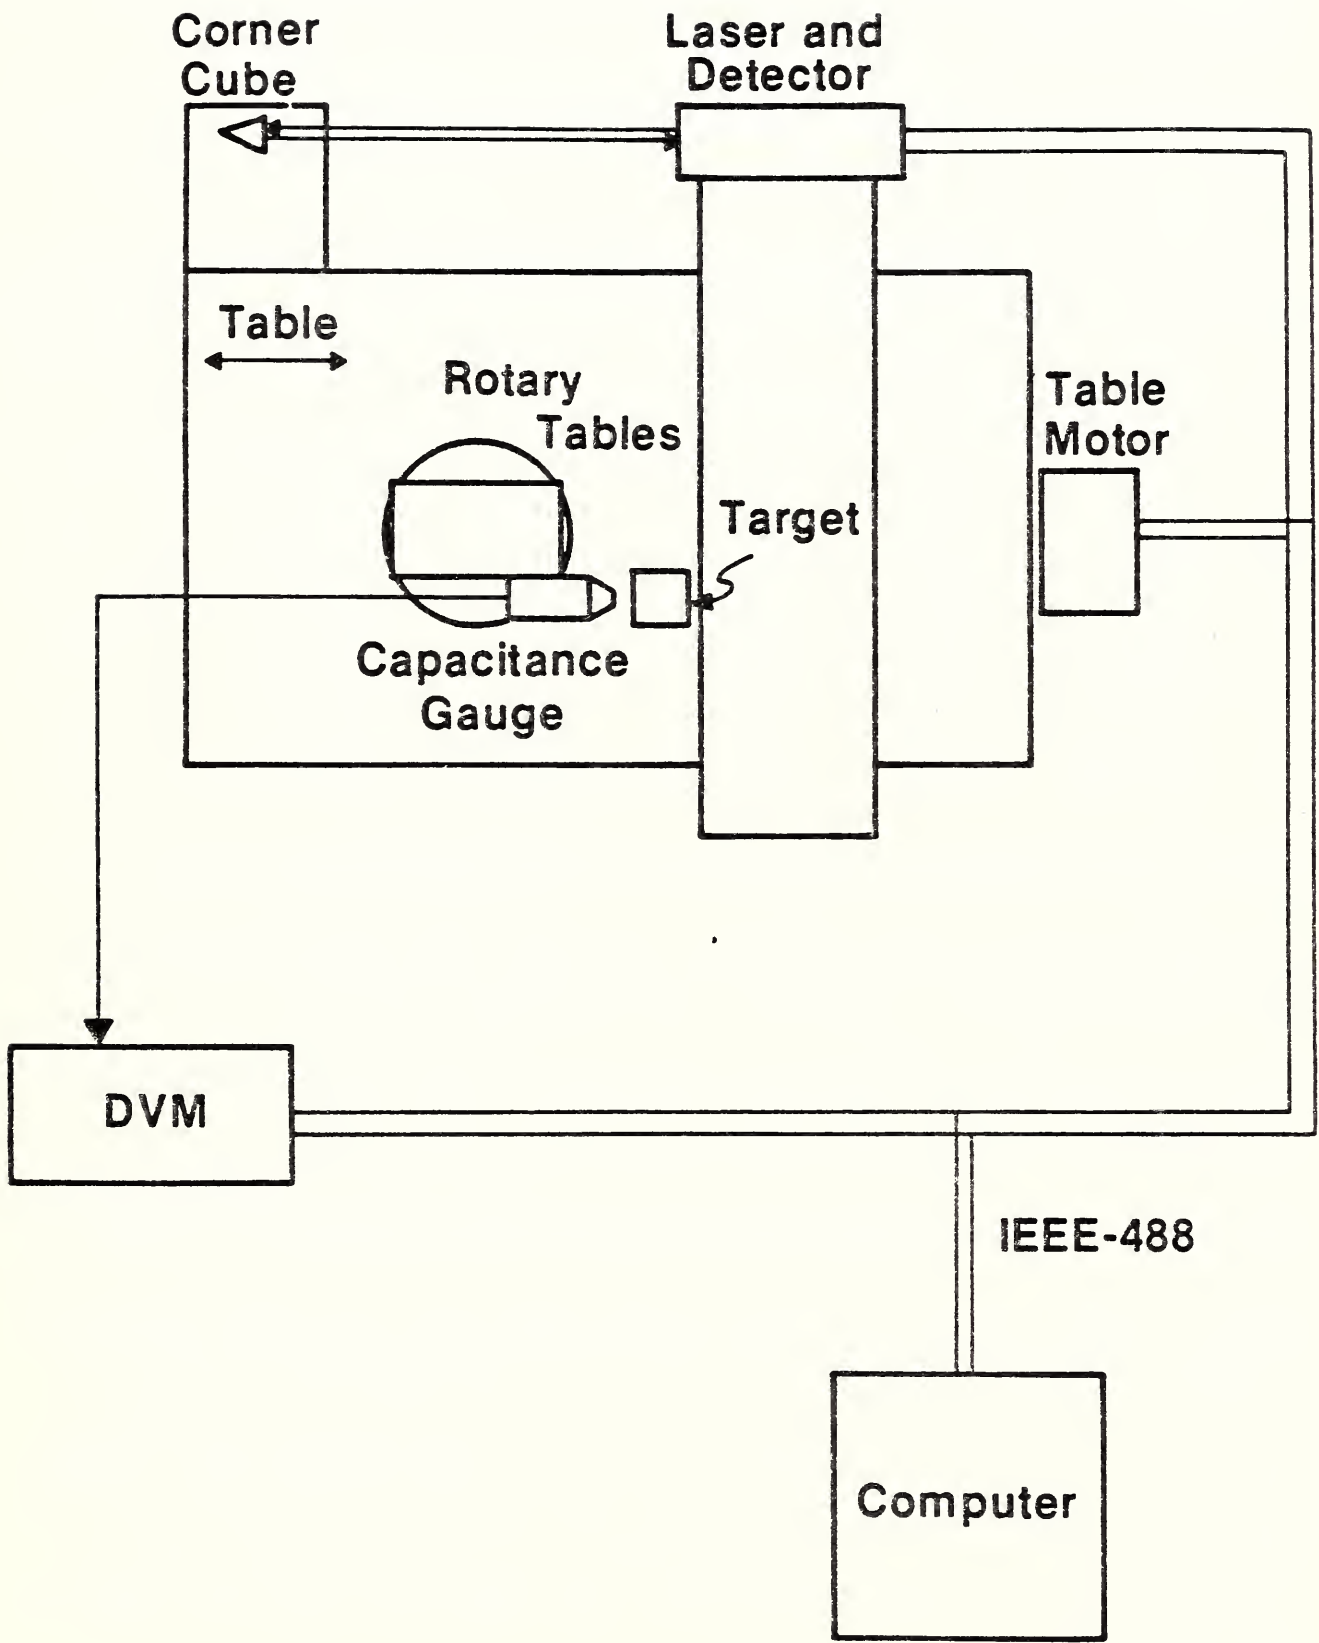 Corner
Cube
Laser and
Detector
Table
Rotary
Tables
Table
Motor
Target
Capacitance
Gauge
DVM
IEEE-488
Computer